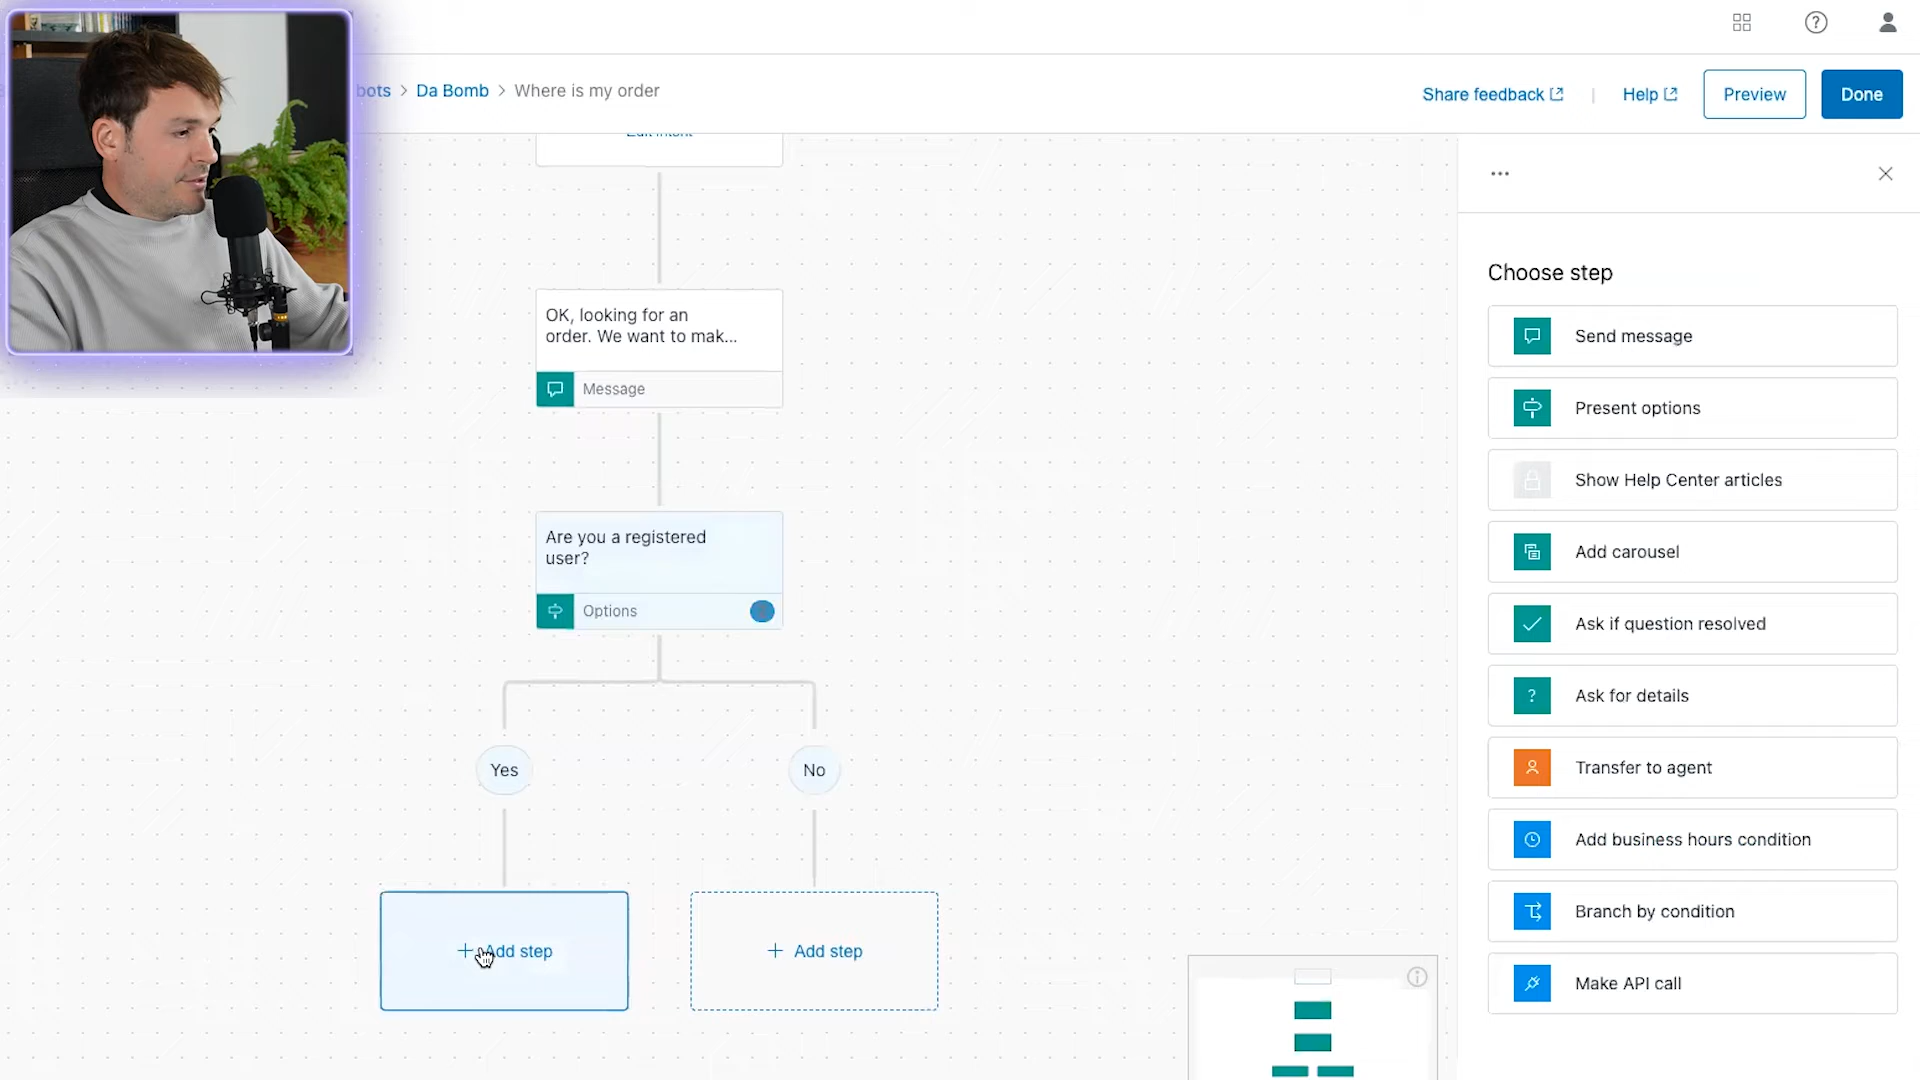 bots > Da Bomb > Where is my order
Share feedback
Help
Preview
Done
Edit intent
OK, looking for an
order. We want to mak...
Message
Are you a registered
user?
Options
Yes
No
+ Add step
+ Add step
Choose step
Send message
Present options
Show Help Center articles
Add carousel
Ask if question resolved
Ask for details
Transfer to agent
Add business hours condition
Branch by condition
Make API call